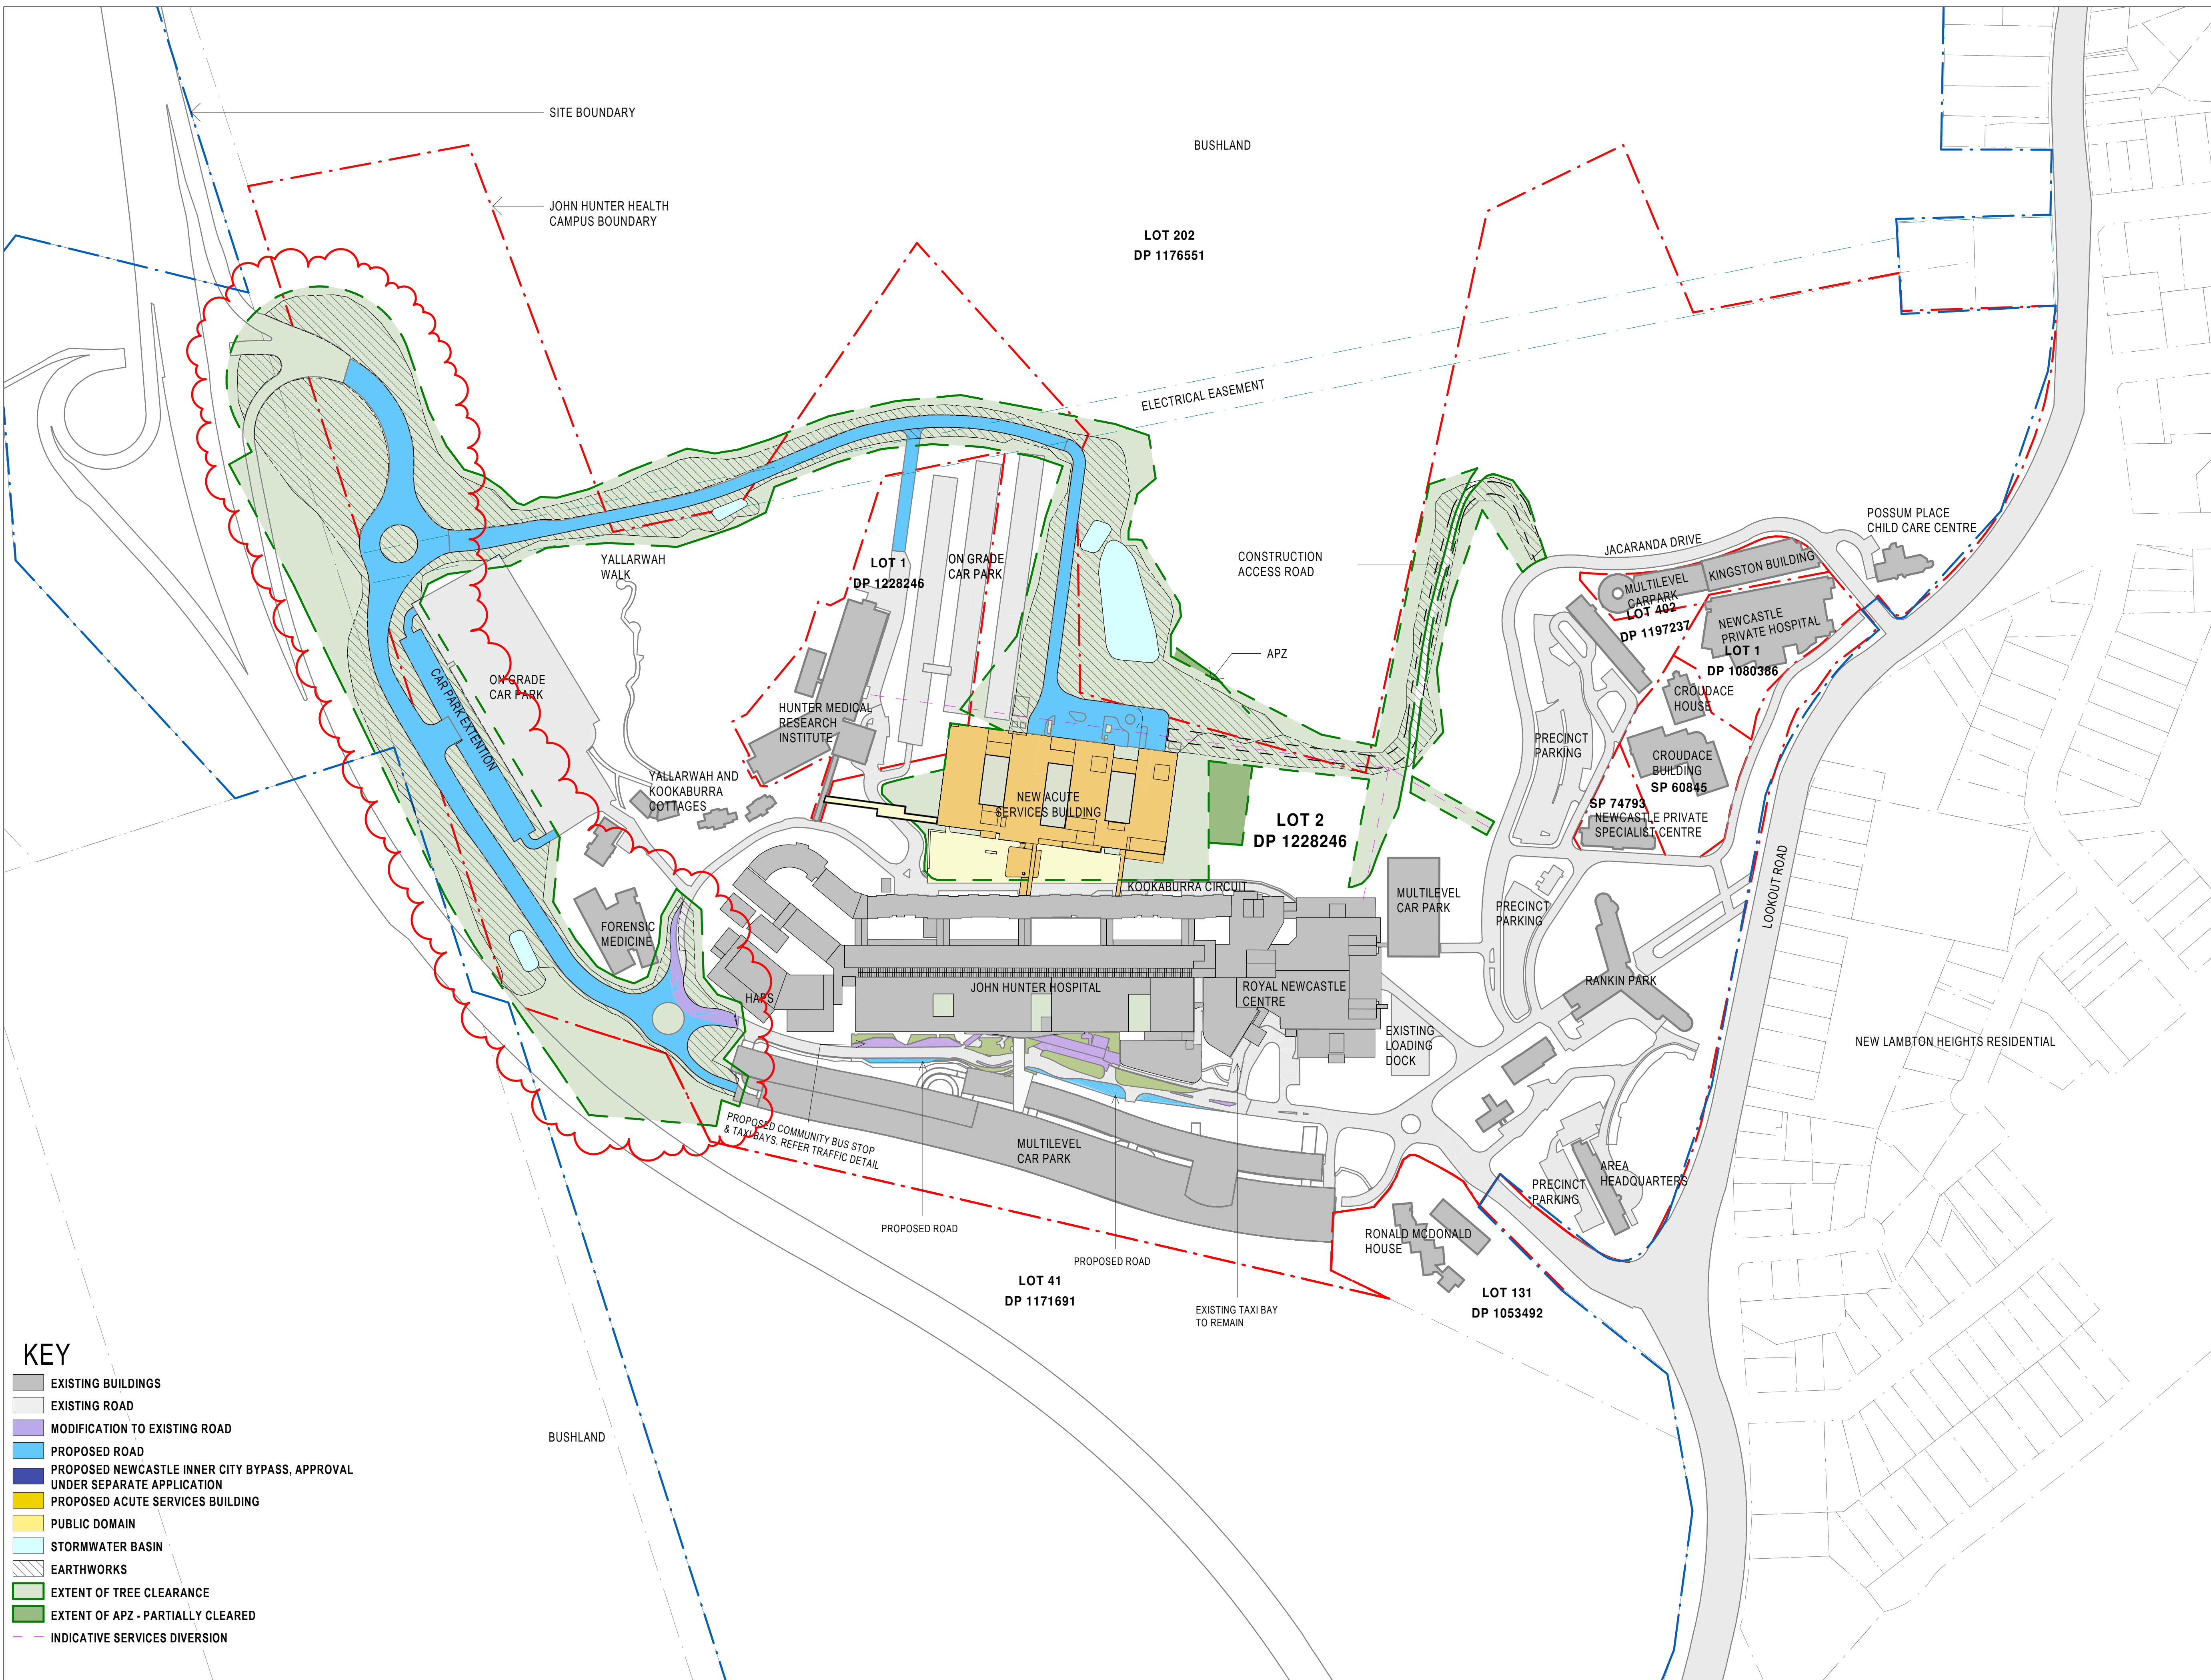 SITE BOUNDARY
BUSHLAND
JOHN HUNTER HEALTH
CAMPUS BOUNDARY
LOT 202
DP 1176551
ELECTRICAL EASEMENT
POSSUM PLACE
CHILD CARE CENTRE
JACARANDA DRIVE
CONSTRUCTION
ACCESS ROAD
YALLARWAH
WALK
LOT 1
DP 1228246
ON GRADE
CAR PARK
KINGSTON BUILDING
MULTILEVEL
CARPARK
LOT 402
DP 1197237
NEWCASTLE
PRIVATE HOSPITAL
LOT 1
DP 1080386
APZ
ON GRADE
CAR PARK
CAR PARK EXTENTION
CROUDACE
HOUSE
HUNTER MEDICAL
RESEARCH
INSTITUTE
PRECINCT
PARKING
CROUDACE
BUILDING
SP 60845
YALLARWAH AND
KOOKABURRA
COTTAGES
NEW ACUTE
SERVICES BUILDING
SP 74793
NEWCASTLE PRIVATE
SPECIALIST CENTRE
LOT 2
DP 1228246
LOOKOUT ROAD
KOOKABURRA CIRCUIT
MULTILEVEL
CAR PARK
PRECINCT
PARKING
FORENSIC
MEDICINE
RANKIN PARK
HAPS
JOHN HUNTER HOSPITAL
ROYAL NEWCASTLE
CENTRE
EXISTING
LOADING
DOCK
NEW LAMBTON HEIGHTS RESIDENTIAL
PROPOSED COMMUNITY BUS STOP
& TAXI BAYS. REFER TRAFFIC DETAIL
MULTILEVEL
CAR PARK
AREA
HEADQUARTERS
PRECINCT
PARKING
PROPOSED ROAD
RONALD MCDONALD
HOUSE
PROPOSED ROAD
LOT 41
DP 1171691
LOT 131
DP 1053492
EXISTING TAXI BAY
TO REMAIN
BUSHLAND
KEY
EXISTING BUILDINGS
EXISTING ROAD
MODIFICATION TO EXISTING ROAD
PROPOSED ROAD
PROPOSED NEWCASTLE INNER CITY BYPASS, APPROVAL
UNDER SEPARATE APPLICATION
PROPOSED ACUTE SERVICES BUILDING
PUBLIC DOMAIN
STORMWATER BASIN
EARTHWORKS
EXTENT OF TREE CLEARANCE
EXTENT OF APZ - PARTIALLY CLEARED
INDICATIVE SERVICES DIVERSION